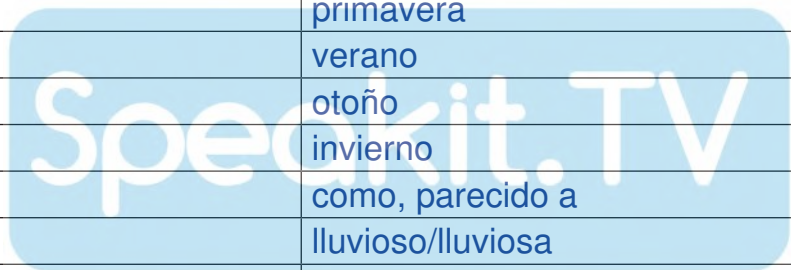 primavera
verano
otoño
invierno
como, parecido a
lluvioso/lluviosa
Speakit.TV